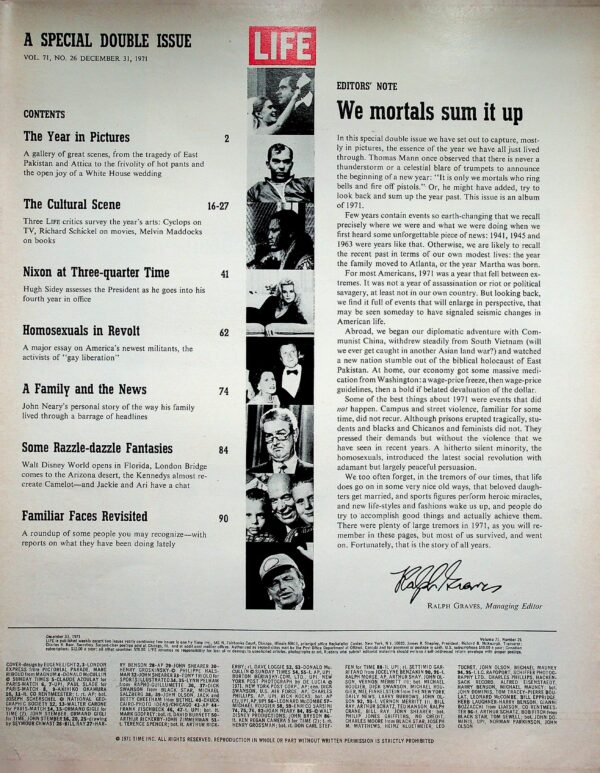 A SPECIAL DOUBLE ISSUE
VOL. 71, NO. 26 DECEMBER 31, 1971
LIFE
CONTENTS
The Year in Pictures 2
A gallery of great scenes, from the tragedy of East
Pakistan and Attica to the frivolity of hot pants and
the open joy of a White House wedding
The Cultural Scene 16-27
Three LIFE critics survey the year's arts: Cyclops on
TV, Richard Schickel on movies, Melvin Maddocks
on books
Nixon at Three-quarter Time 41
Hugh Sidey assesses the President as he goes into his
fourth year in office
Homosexuals in Revolt 62
A major essay on America's newest militants, the
activists of "gay liberation"
A Family and the News 74
John Neary's personal story of the way his family
lived through a barrage of headlines
Some Razzle-dazzle Fantasies 84
Walt Disney World opens in Florida, London Bridge
comes to the Arizona desert, the Kennedys almost re-
create Camelot—and Jackie and Ari have a chat
Familiar Faces Revisited 90
A roundup of some people you may recognize—with
reports on what they have been doing lately
EDITORS' NOTE
We mortals sum it up
In this special double issue we have set out to capture, most-
ly in pictures, the essence of the year we have all just lived
through. Thomas Mann once observed that there is never a
thunderstorm or a celestial blare of trumpets to announce
the beginning of a new year: "It is only we mortals who ring
bells and fire off pistols." Or, he might have added, try to
look back and sum up the year past. This issue is an album
of 1971.
Few years contain events so earth-changing that we recall
precisely where we were and what we were doing when we
first heard some unforgettable piece of news: 1941, 1945 and
1963 were years like that. Otherwise, we are likely to recall
the recent past in terms of our own modest lives: the year
the family moved to Atlanta, or the year Martha was born.
For most Americans, 1971 was a year that fell between ex-
tremes. It was not a year of assassination or riot or political
savagery, at least not in our own country. But looking back,
we find it full of events that will enlarge in perspective, that
may be seen someday to have signaled seismic changes in
American life.
Abroad, we began our diplomatic adventure with Com-
munist China, withdrew steadily from South Vietnam (will
we ever get caught in another Asian land war?) and watched
a new nation stumble out of the biblical holocaust of East
Pakistan. At home, our economy got some massive medi-
cation from Washington: a wage-price freeze, then wage-price
guidelines, then a bold if belated devaluation of the dollar.
Some of the best things about 1971 were events that did
not happen. Campus and street violence, familiar for some
time, did not recur. Although prisons erupted tragically, stu-
dents and blacks and Chicanos and feminists did not. They
pressed their demands but without the violence that we
have seen in recent years. A hitherto silent minority, the
homosexuals, introduced the latest social revolution with
adamant but largely peaceful persuasion.
We too often forget, in the tremors of our times, that life
does go on in some very nice old ways, that beloved daugh-
ters get married, and sports figures perform heroic miracles,
and new life-styles and fashions wake us up, and people do
try to accomplish good things and actually achieve them.
There were plenty of large tremors in 1971, as you will re-
member in these pages, but most of us survived, and went
on. Fortunately, that is the story of all years.
Ralph Graves
RALPH GRAVES, Managing Editor
December 31, 1971
Volume 71, Number 26
© 1971 TIME INC. ALL RIGHTS RESERVED. REPRODUCTION IN WHOLE OR PART WITHOUT WRITTEN PERMISSION IS STRICTLY PROHIBITED